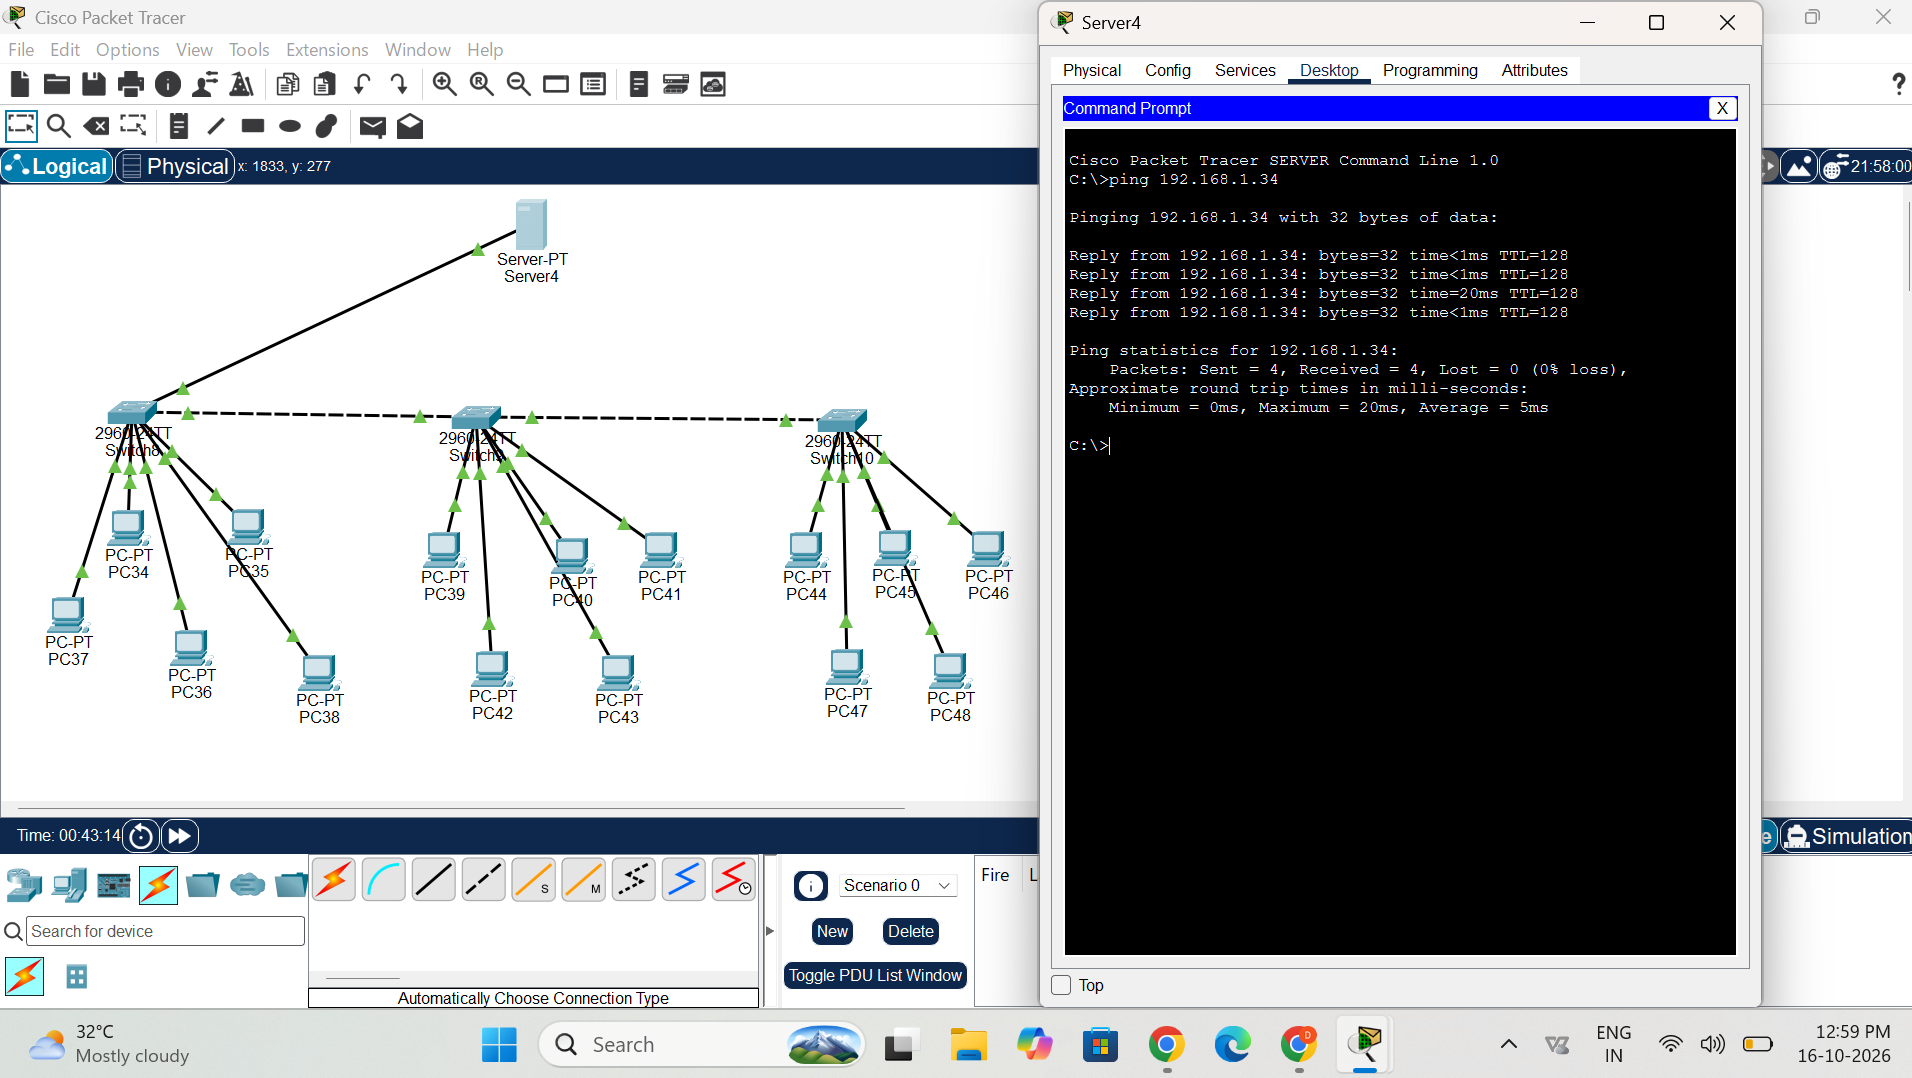 Cisco Packet Tracer
File Edit Options View Tools Extensions Window Help
Logical Physical x: 1833, y: 277
21:58:00
Server-PT
Server4
2960-24TT
Switch8
2960-24TT
2960-24TT
Switch10
PC-PT
PC34
PC-PT
PC35
PC-PT
PC37
PC-PT
PC36
PC-PT
PC38
PC-PT
PC39
PC-PT
PC40
PC-PT
PC41
PC-PT
PC42
PC-PT
PC43
PC-PT
PC44
PC-PT
PC45
PC-PT
PC46
PC-PT
PC47
PC-PT
PC48
Server4
Physical Config Services Desktop Programming Attributes
Command Prompt X
Cisco Packet Tracer SERVER Command Line 1.0
C:\>ping 192.168.1.34
Pinging 192.168.1.34 with 32 bytes of data:
Reply from 192.168.1.34: bytes=32 time<1ms TTL=128
Reply from 192.168.1.34: bytes=32 time<1ms TTL=128
Reply from 192.168.1.34: bytes=32 time=20ms TTL=128
Reply from 192.168.1.34: bytes=32 time<1ms TTL=128
Ping statistics for 192.168.1.34:
Packets: Sent = 4, Received = 4, Lost = 0 (0% loss),
Approximate round trip times in milli-seconds:
Minimum = 0ms, Maximum = 20ms, Average = 5ms
C:\>
Top
Time: 00:43:14
e Simulation
S
M
Search for device
Automatically Choose Connection Type
Scenario 0
New Delete
Toggle PDU List Window
Fire L
32°C
Mostly cloudy
Search
D
ENG
IN
12:59 PM
16-10-2026